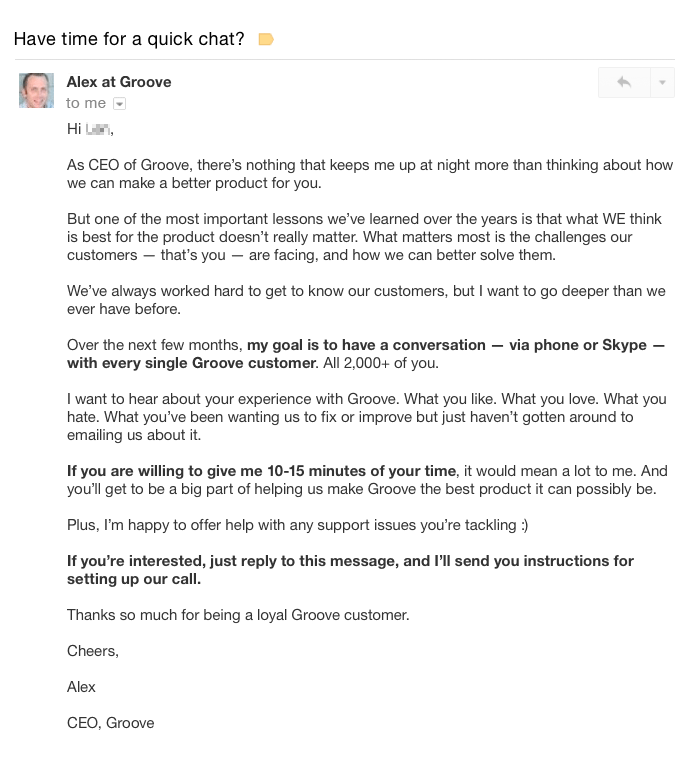 Have time for a quick chat?
Alex at Groove
to me
Hi ,
As CEO of Groove, there’s nothing that keeps me up at night more than thinking about how
we can make a better product for you.
But one of the most important lessons we’ve learned over the years is that what WE think
is best for the product doesn’t really matter. What matters most is the challenges our
customers — that’s you — are facing, and how we can better solve them.
We’ve always worked hard to get to know our customers, but I want to go deeper than we
ever have before.
Over the next few months, my goal is to have a conversation — via phone or Skype —
with every single Groove customer. All 2,000+ of you.
I want to hear about your experience with Groove. What you like. What you love. What you
hate. What you’ve been wanting us to fix or improve but just haven’t gotten around to
emailing us about it.
If you are willing to give me 10-15 minutes of your time, it would mean a lot to me. And
you’ll get to be a big part of helping us make Groove the best product it can possibly be.
Plus, I’m happy to offer help with any support issues you’re tackling :)
If you’re interested, just reply to this message, and I’ll send you instructions for
setting up our call.
Thanks so much for being a loyal Groove customer.
Cheers,
Alex
CEO, Groove